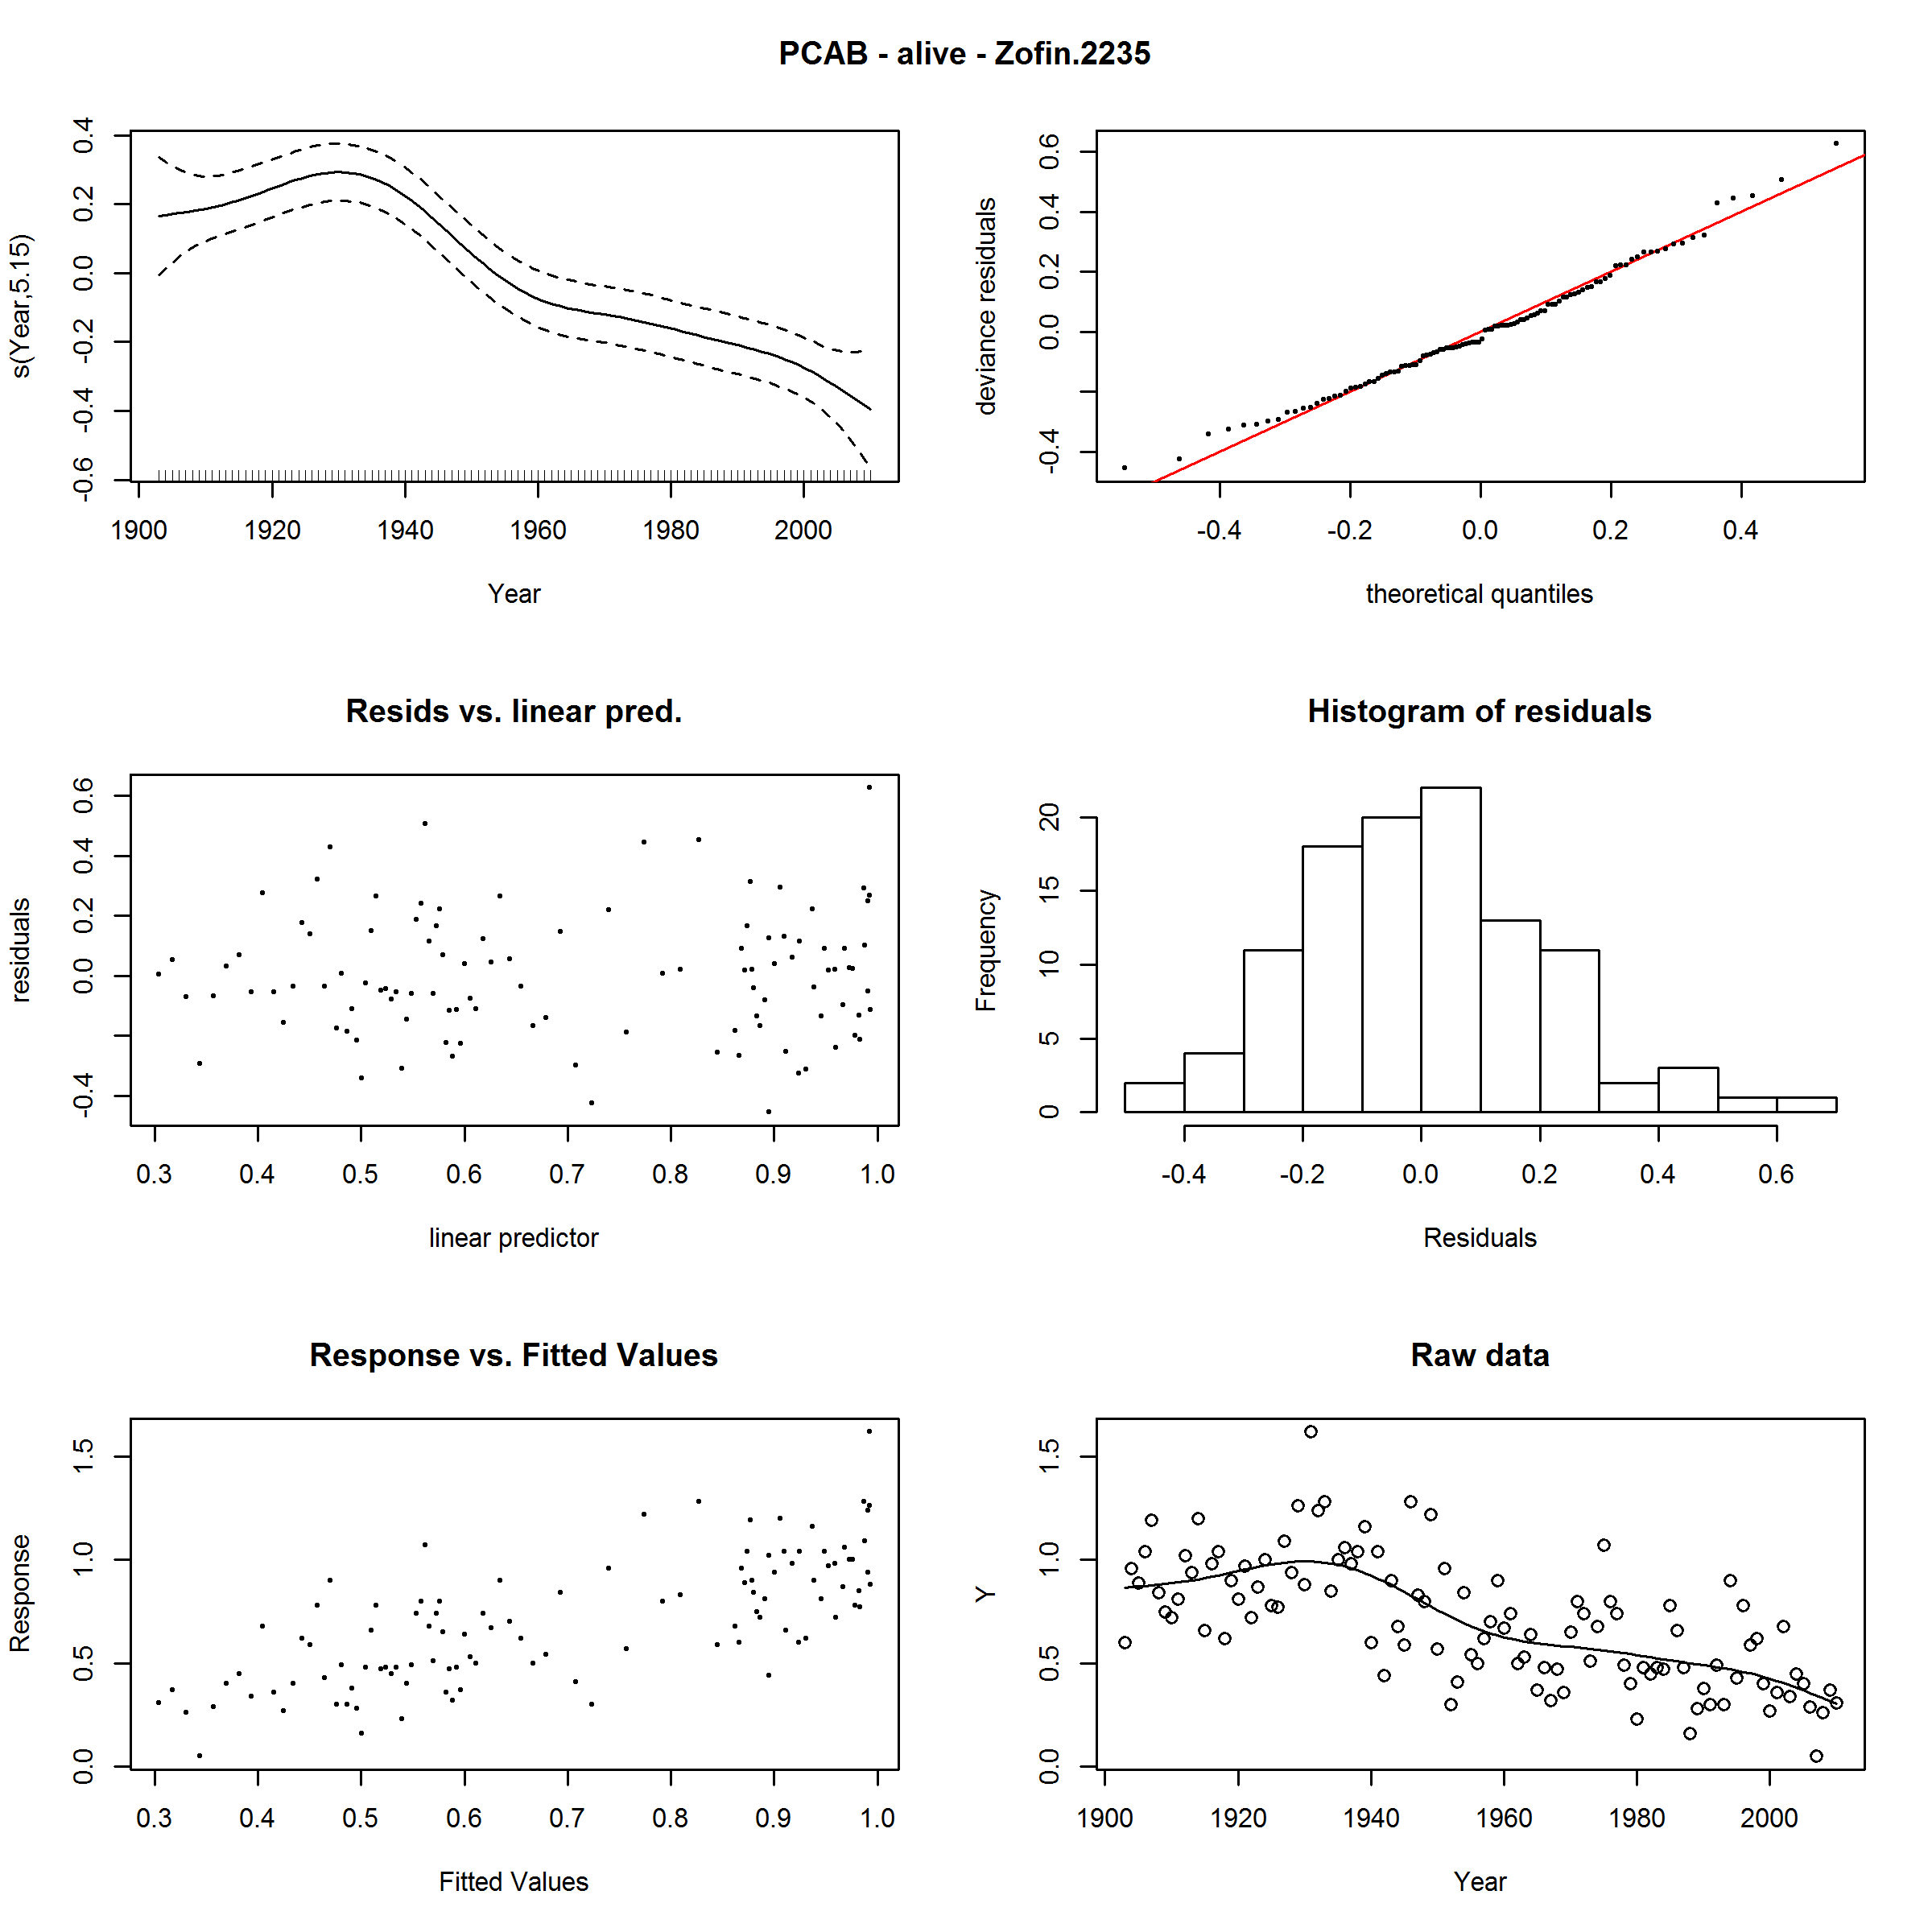 PCAB - alive - Zofin.2235
s(Year,5.15)
0.4
0.2
0.0
-0.2
-0.4
-0.6
1900 1920 1940 1960 1980 2000
Year
deviance residuals
0.6
0.4
0.2
0.0
-0.4
-0.4 -0.2 0.0 0.2 0.4
theoretical quantiles
Resids vs. linear pred.
residuals
0.6
0.4
0.2
0.0
-0.4
0.3 0.4 0.5 0.6 0.7 0.8 0.9 1.0
linear predictor
Histogram of residuals
Frequency
20
15
10
5
0
-0.4 -0.2 0.0 0.2 0.4 0.6
Residuals
Response vs. Fitted Values
Response
1.5
1.0
0.5
0.0
0.3 0.4 0.5 0.6 0.7 0.8 0.9 1.0
Fitted Values
Raw data
Y
1.5
1.0
0.5
0.0
1900 1920 1940 1960 1980 2000
Year